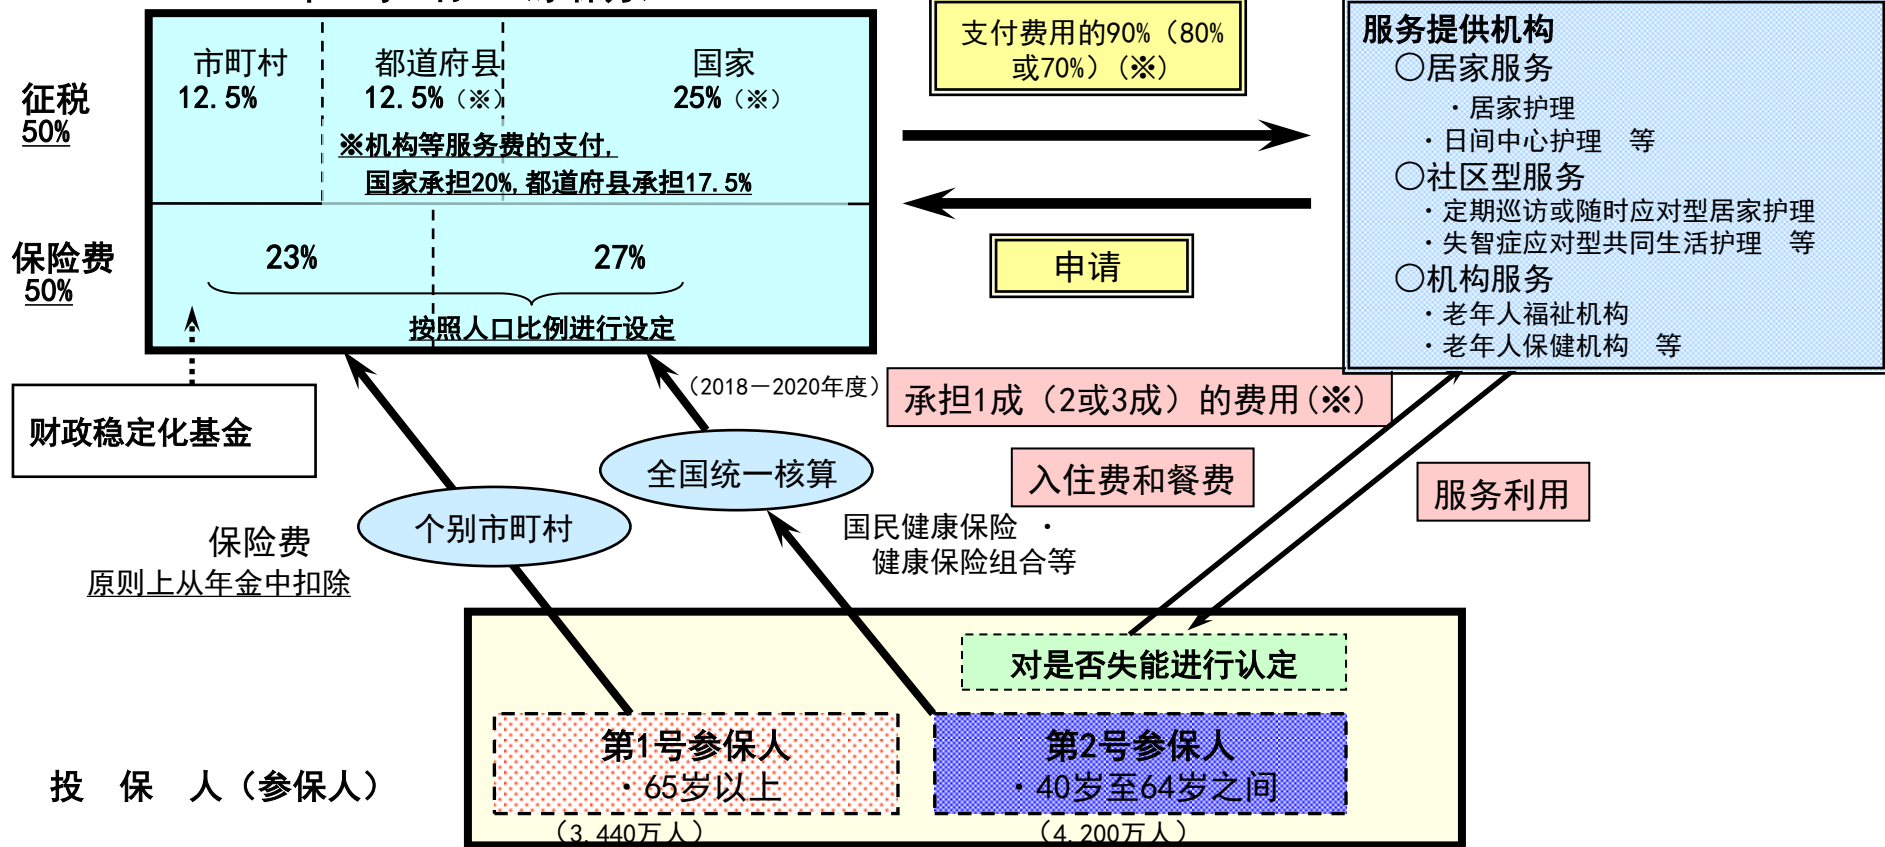 市町村
12.5%
都道府县
12.5%（※）
国家
25%（※）
征税
50%
※机构等服务费的支付，
国家承担20%，都道府县承担17.5%
保险费
50%
23%
27%
按照人口比例进行设定
支付费用的90%（80%
或70%）（※）
申请
服务提供机构
〇居家服务
・居家护理
・日间中心护理　等
〇社区型服务
・定期巡访或随时应对型居家护理
・失智症应对型共同生活护理　等
〇机构服务
・老年人福祉机构
・老年人保健机构　等
财政稳定化基金
（2018－2020年度）
承担1成（2或3成）的费用(※）
全国统一核算
入住费和餐费
服务利用
个别市町村
国民健康保险　・
健康保险组合等
保险费
原则上从年金中扣除
对是否失能进行认定
第1号参保人
・65岁以上
（3,440万人）
第2号参保人
・40岁至64岁之间
（4,200万人）
投　保　人（参保人）